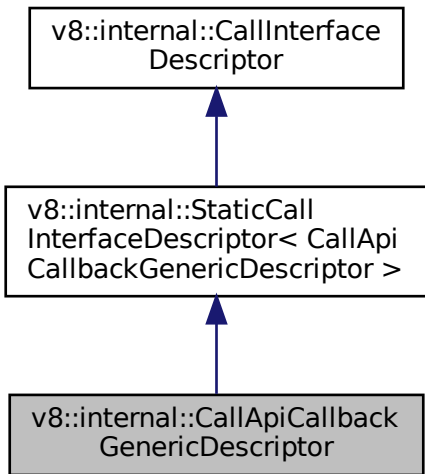 v8::internal::CallInterface
Descriptor
v8::internal::StaticCall
InterfaceDescriptor< CallApi
CallbackGenericDescriptor >
v8::internal::CallApiCallback
GenericDescriptor